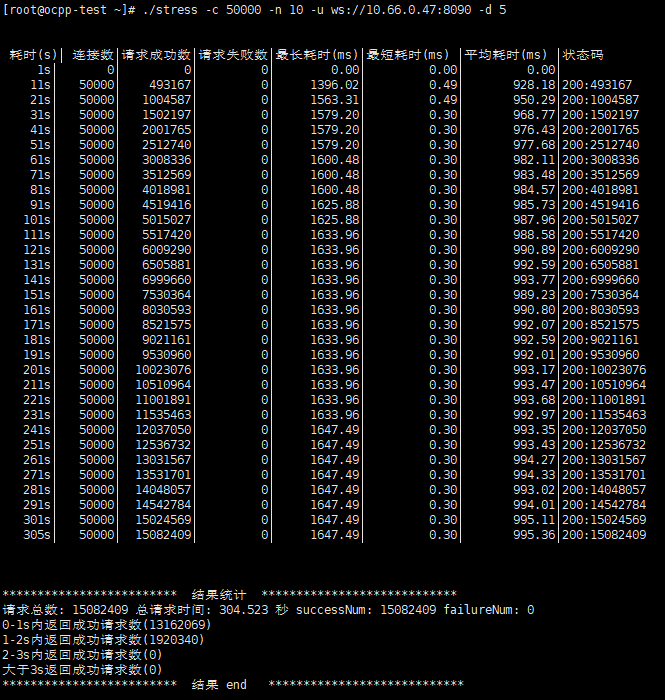 [root@ocpp-test ~]# ./stress -c 50000 -n 10 -u ws://10.66.0.47:8090 -d 5
耗时(s)│ 连接数│请求成功数│请求失败数│最长耗时(ms)│最短耗时(ms)│平均耗时(ms)│状态码
1s│ 0│ 0│ 0│ 0.00│ 0.00│ 0.00│
11s│ 50000│ 493167│ 0│ 1396.02│ 0.49│ 928.18│200:493167
21s│ 50000│ 1004587│ 0│ 1563.31│ 0.49│ 950.29│200:1004587
31s│ 50000│ 1502197│ 0│ 1579.20│ 0.30│ 968.77│200:1502197
41s│ 50000│ 2001765│ 0│ 1579.20│ 0.30│ 976.43│200:2001765
51s│ 50000│ 2512740│ 0│ 1579.20│ 0.30│ 977.68│200:2512740
61s│ 50000│ 3008336│ 0│ 1600.48│ 0.30│ 982.11│200:3008336
71s│ 50000│ 3512569│ 0│ 1600.48│ 0.30│ 983.48│200:3512569
81s│ 50000│ 4018981│ 0│ 1600.48│ 0.30│ 984.57│200:4018981
91s│ 50000│ 4519416│ 0│ 1625.88│ 0.30│ 985.73│200:4519416
101s│ 50000│ 5015027│ 0│ 1625.88│ 0.30│ 987.96│200:5015027
111s│ 50000│ 5517420│ 0│ 1633.96│ 0.30│ 988.58│200:5517420
121s│ 50000│ 6009290│ 0│ 1633.96│ 0.30│ 990.89│200:6009290
131s│ 50000│ 6505881│ 0│ 1633.96│ 0.30│ 992.59│200:6505881
141s│ 50000│ 6999660│ 0│ 1633.96│ 0.30│ 993.77│200:6999660
151s│ 50000│ 7530364│ 0│ 1633.96│ 0.30│ 989.23│200:7530364
161s│ 50000│ 8030593│ 0│ 1633.96│ 0.30│ 990.80│200:8030593
171s│ 50000│ 8521575│ 0│ 1633.96│ 0.30│ 992.07│200:8521575
181s│ 50000│ 9021161│ 0│ 1633.96│ 0.30│ 992.59│200:9021161
191s│ 50000│ 9530960│ 0│ 1633.96│ 0.30│ 992.01│200:9530960
201s│ 50000│ 10023076│ 0│ 1633.96│ 0.30│ 993.17│200:10023076
211s│ 50000│ 10510964│ 0│ 1633.96│ 0.30│ 993.47│200:10510964
221s│ 50000│ 11001891│ 0│ 1633.96│ 0.30│ 993.68│200:11001891
231s│ 50000│ 11535463│ 0│ 1633.96│ 0.30│ 992.97│200:11535463
241s│ 50000│ 12037050│ 0│ 1647.49│ 0.30│ 993.35│200:12037050
251s│ 50000│ 12536732│ 0│ 1647.49│ 0.30│ 993.43│200:12536732
261s│ 50000│ 13031567│ 0│ 1647.49│ 0.30│ 994.27│200:13031567
271s│ 50000│ 13531701│ 0│ 1647.49│ 0.30│ 994.33│200:13531701
281s│ 50000│ 14048057│ 0│ 1647.49│ 0.30│ 993.02│200:14048057
291s│ 50000│ 14542784│ 0│ 1647.49│ 0.30│ 994.01│200:14542784
301s│ 50000│ 15024569│ 0│ 1647.49│ 0.30│ 995.11│200:15024569
305s│ 50000│ 15082409│ 0│ 1647.49│ 0.30│ 995.36│200:15082409
*************************  结果统计  ****************************
请求总数: 15082409 总请求时间: 304.523 秒 successNum: 15082409 failureNum: 0
0-1s内返回成功请求数(13162069)
1-2s内返回成功请求数(1920340)
2-3s内返回成功请求数(0)
大于3s返回成功请求数(0)
*************************  结果 end   ****************************